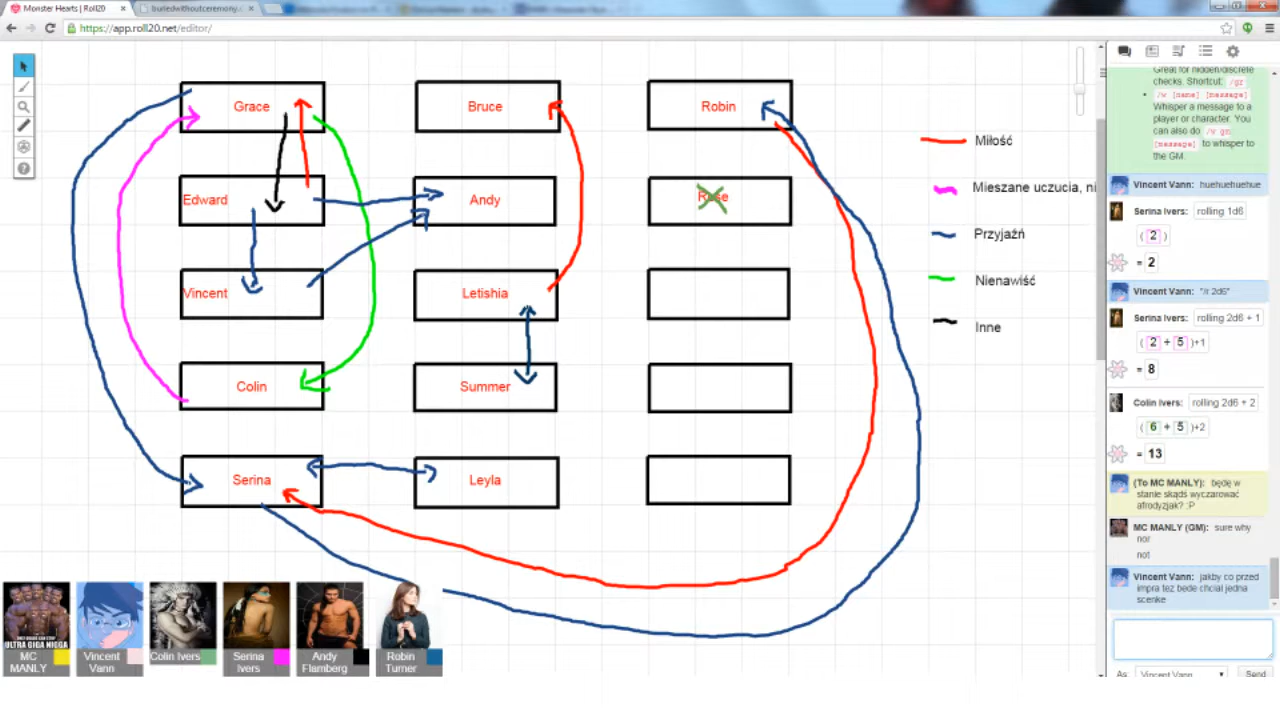 Monster Hearts | Roll20
buriedwithoutceremony.c
https://app.roll20.net/editor/
Grace
Bruce
Robin
Edward
Andy
Rose
Vincent
Letishia
Colin
Summer
Serina
Leyla
Miłość
Mieszane uczucia, ni
Przyjaźń
Nienawiść
Inne
MC
MANLY
Vincent
Vann
Colin Ivers
Serina
Ivers
Andy
Flamberg
Robin
Turner
Great for hidden/discrete
checks. Shortcut: /gr
/w [name] [message]
Whisper a message to a
player or character. You
can also do /w gm
[message] to whisper to
the GM.
Vincent Vann: huehuehuehue
Serina Ivers: rolling 1d6
( 2 )
= 2
Vincent Vann: "/r 2d6"
Serina Ivers: rolling 2d6 + 1
( 2 + 5 )+1
= 8
Colin Ivers: rolling 2d6 + 2
( 6 + 5 )+2
= 13
(To MC MANLY): będę w
stanie skądś wyczarować
afrodyzjak? :P
MC MANLY (GM): sure why
nor
not
Vincent Vann: jakby co przed
impra tez bede chcial jedna
scenke
As: Vincent Vann
Send